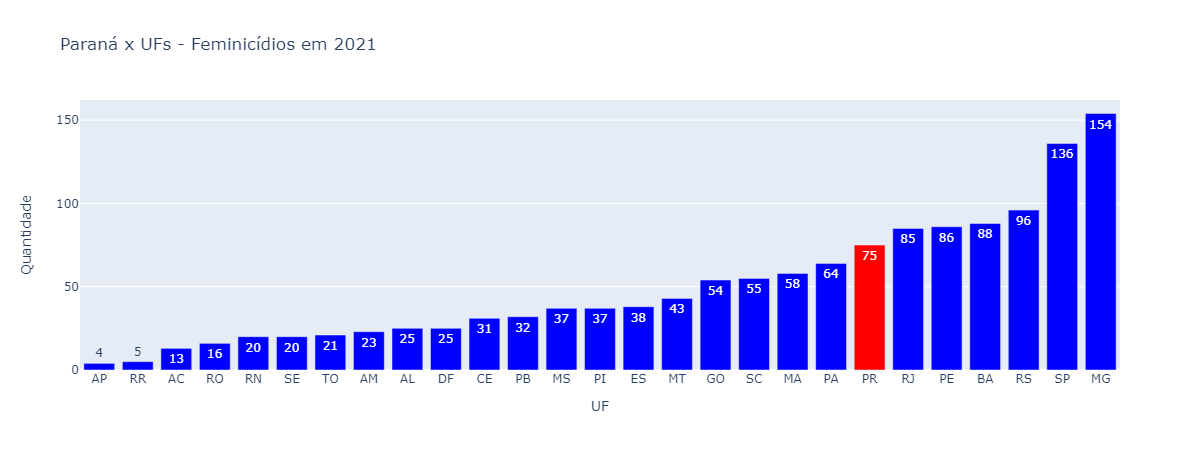 Paraná x UFs - Feminicídios em 2021
Quantidade
150
100
50
0
4 5 13 16 20 20 21 23 25 25 31 32 37 37 38 43 54 55 58 64 75 85 86 88 96 136 154
AP RR AC RO RN SE TO AM AL DF CE PB MS PI ES MT GO SC MA PA PR RJ PE BA RS SP MG
UF